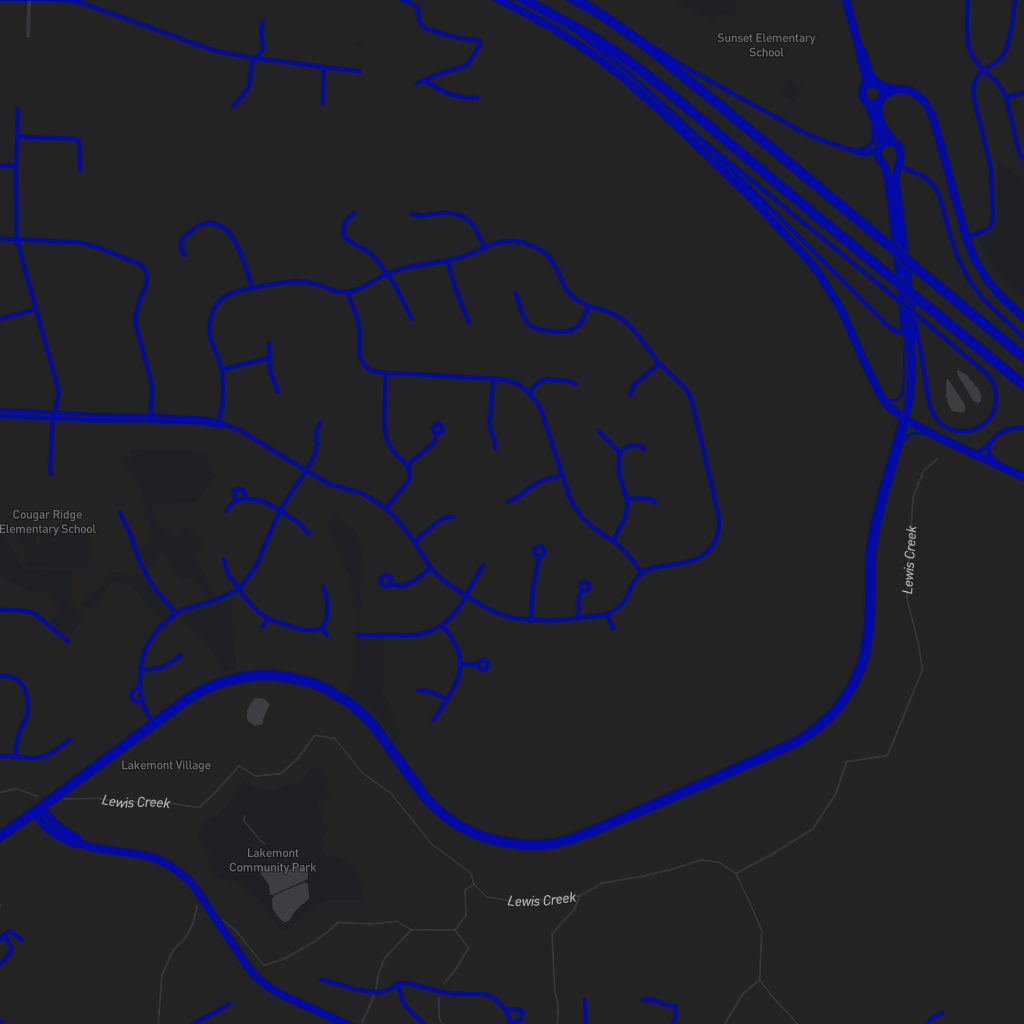 Sunset Elementary
School
Cougar Ridge
Elementary School
Lewis Creek
Lakemont Village
Lewis Creek
Lakemont
Community Park
Lewis Creek